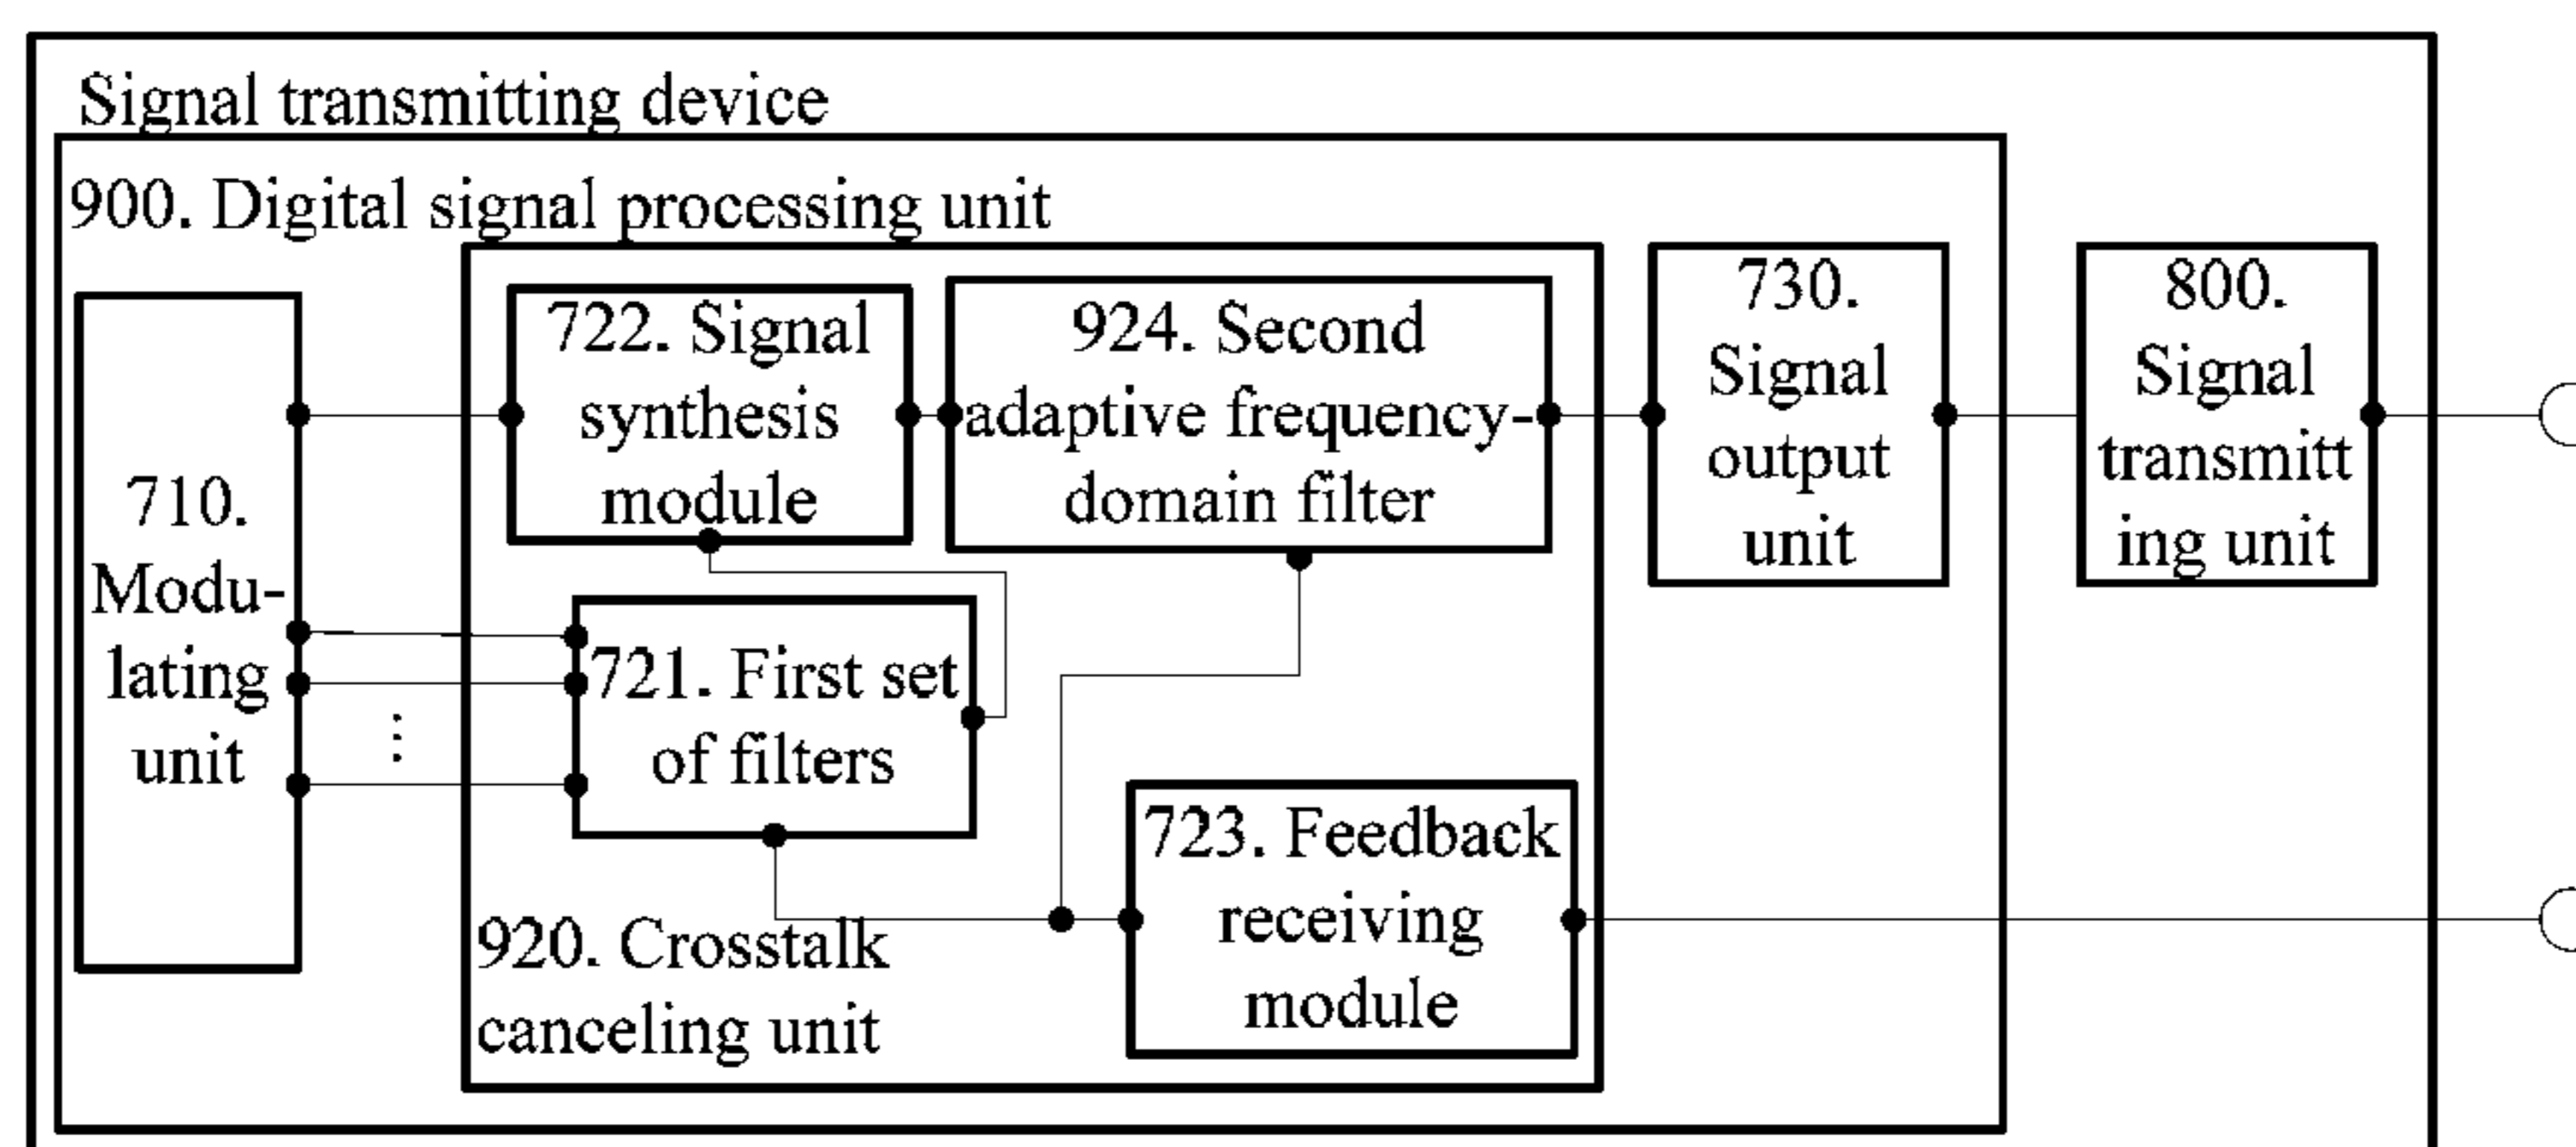 Signal transmitting device
900. Digital signal processing unit
710.
Modu-
lating
unit
722. Signal
synthesis
module
924. Second
adaptive frequency-
domain filter
730.
Signal
output
unit
800.
Signal
transmitt
ing unit
721. First set
of filters
723. Feedback
receiving
module
920. Crosstalk
canceling unit